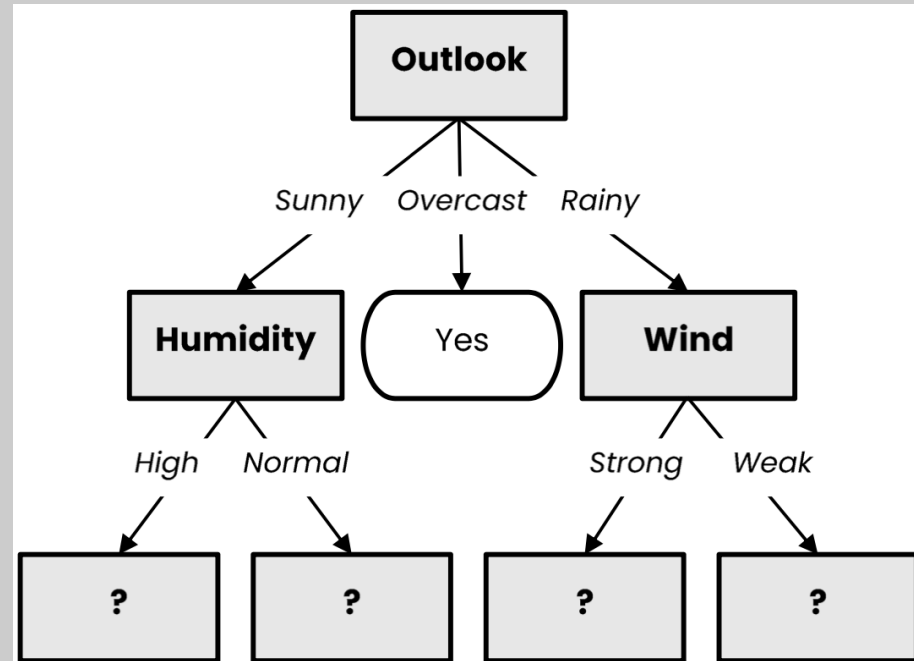 Outlook
Sunny Overcast Rainy
Humidity Yes Wind
High Normal Strong Weak
? ? ? ?